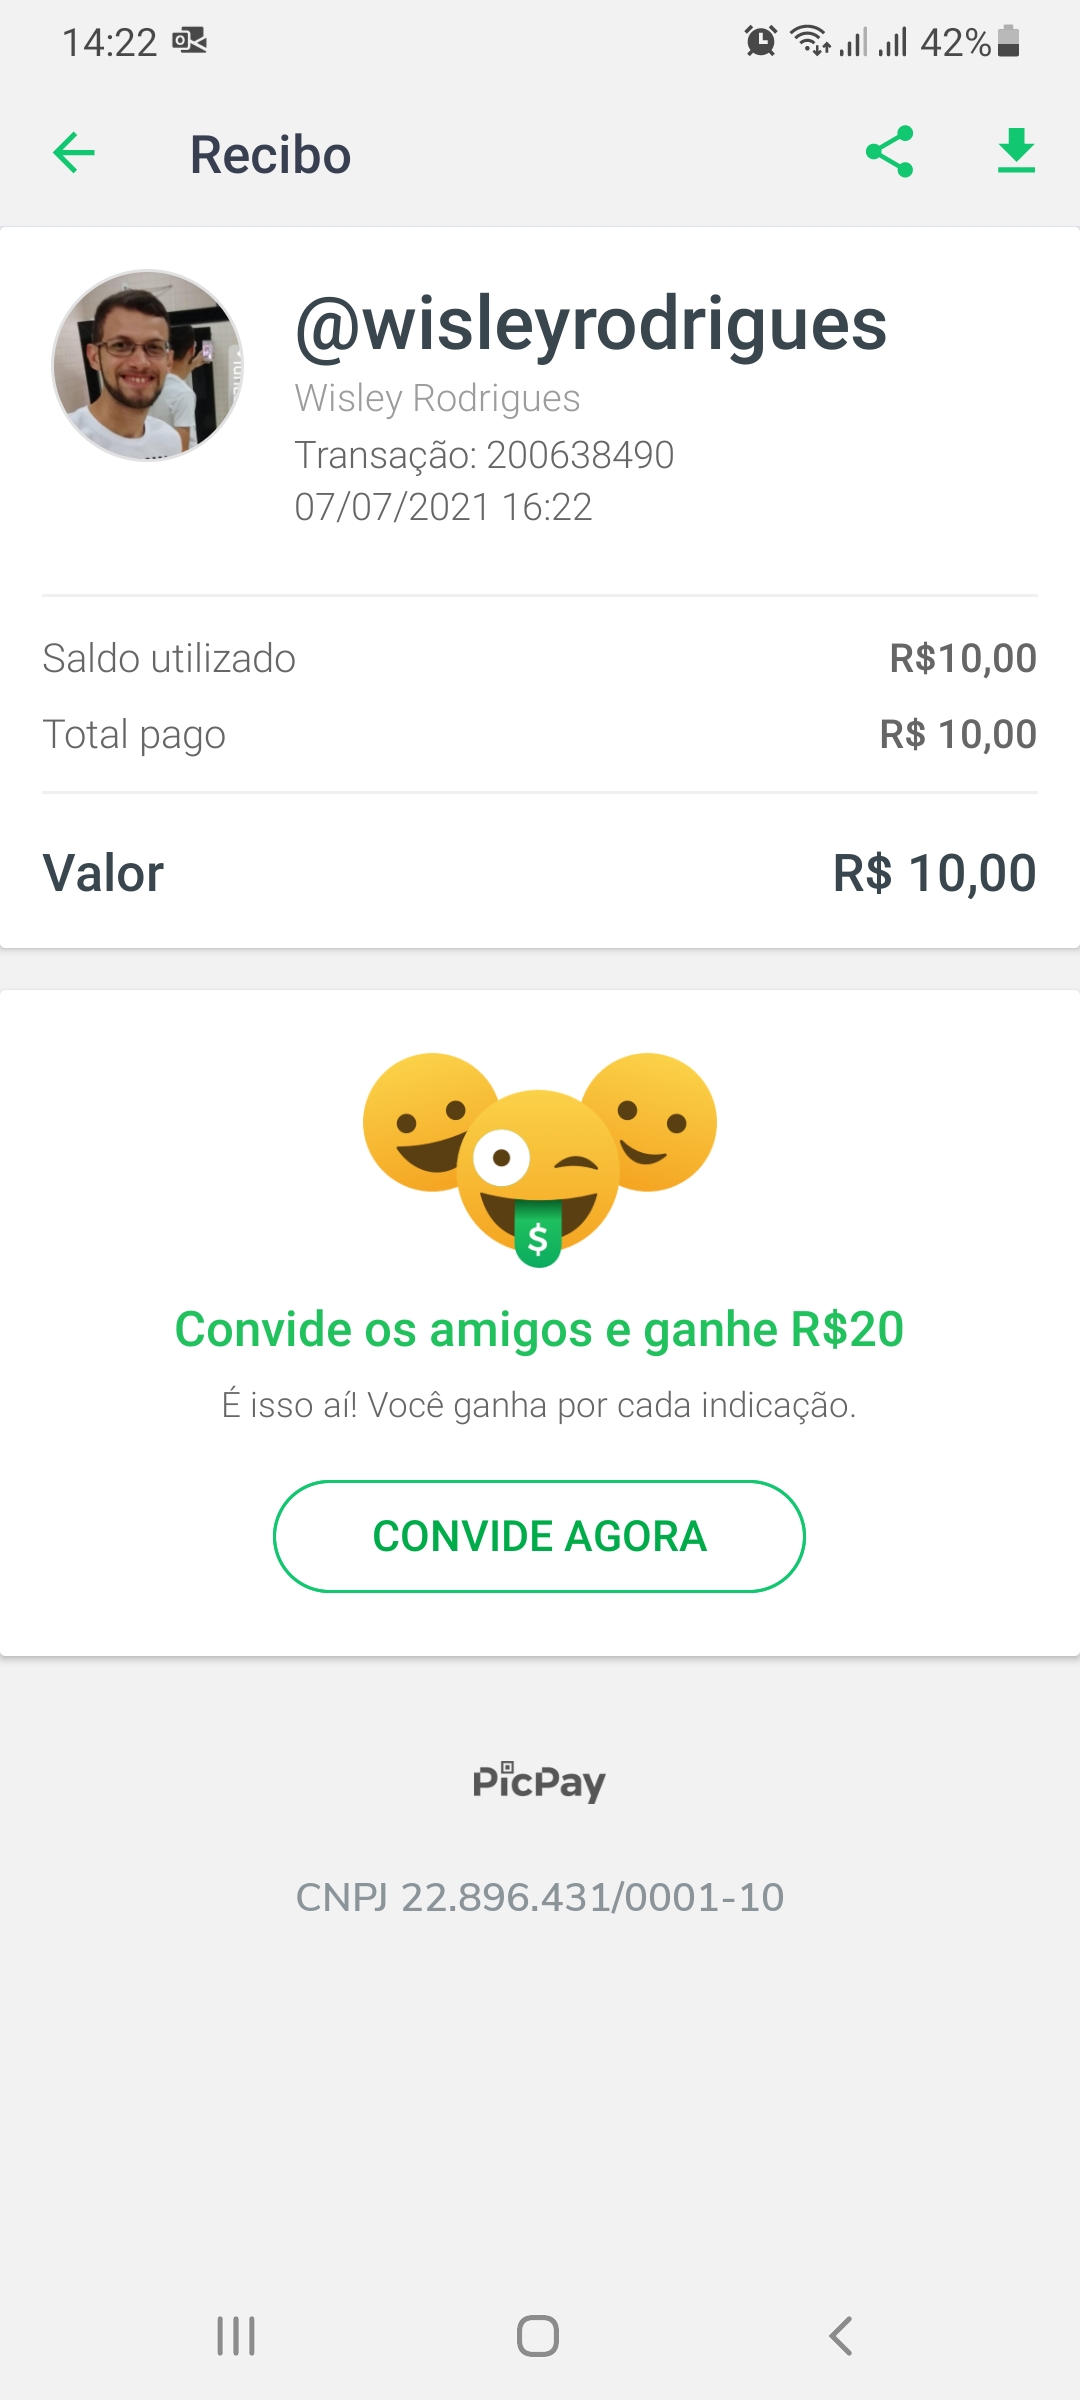 14:22
42%
Recibo
@wisleyrodrigues
Wisley Rodrigues
Transação: 200638490
07/07/2021 16:22
Saldo utilizado R$10,00
Total pago R$ 10,00
Valor R$ 10,00
$
Convide os amigos e ganhe R$20
É isso aí! Você ganha por cada indicação.
CONVIDE AGORA
PicPay
CNPJ 22.896.431/0001-10